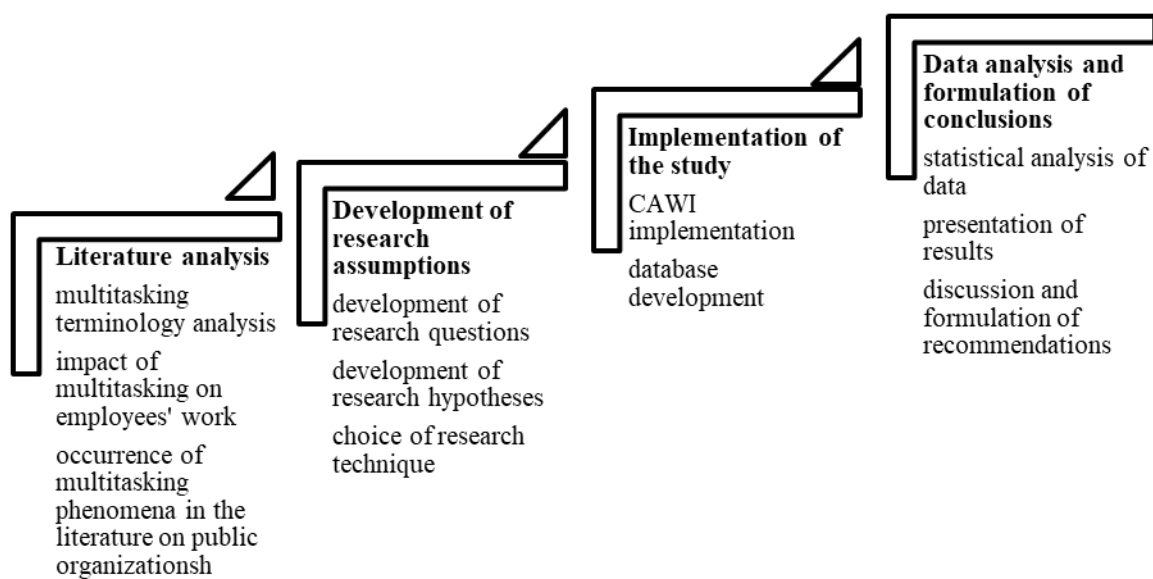 Literature analysis
multitasking
terminology analysis
impact of
multitasking on
employees' work
occurrence of
multitasking
phenomena in the
literature on public
organizationsh
Development of
research
assumptions
development of
research questions
development of
research hypotheses
choice of research
technique
Implementation of
the study
CAWI
implementation
database
development
Data analysis and
formulation of
conclusions
statistical analysis of
data
presentation of
results
discussion and
formulation of
recommendations